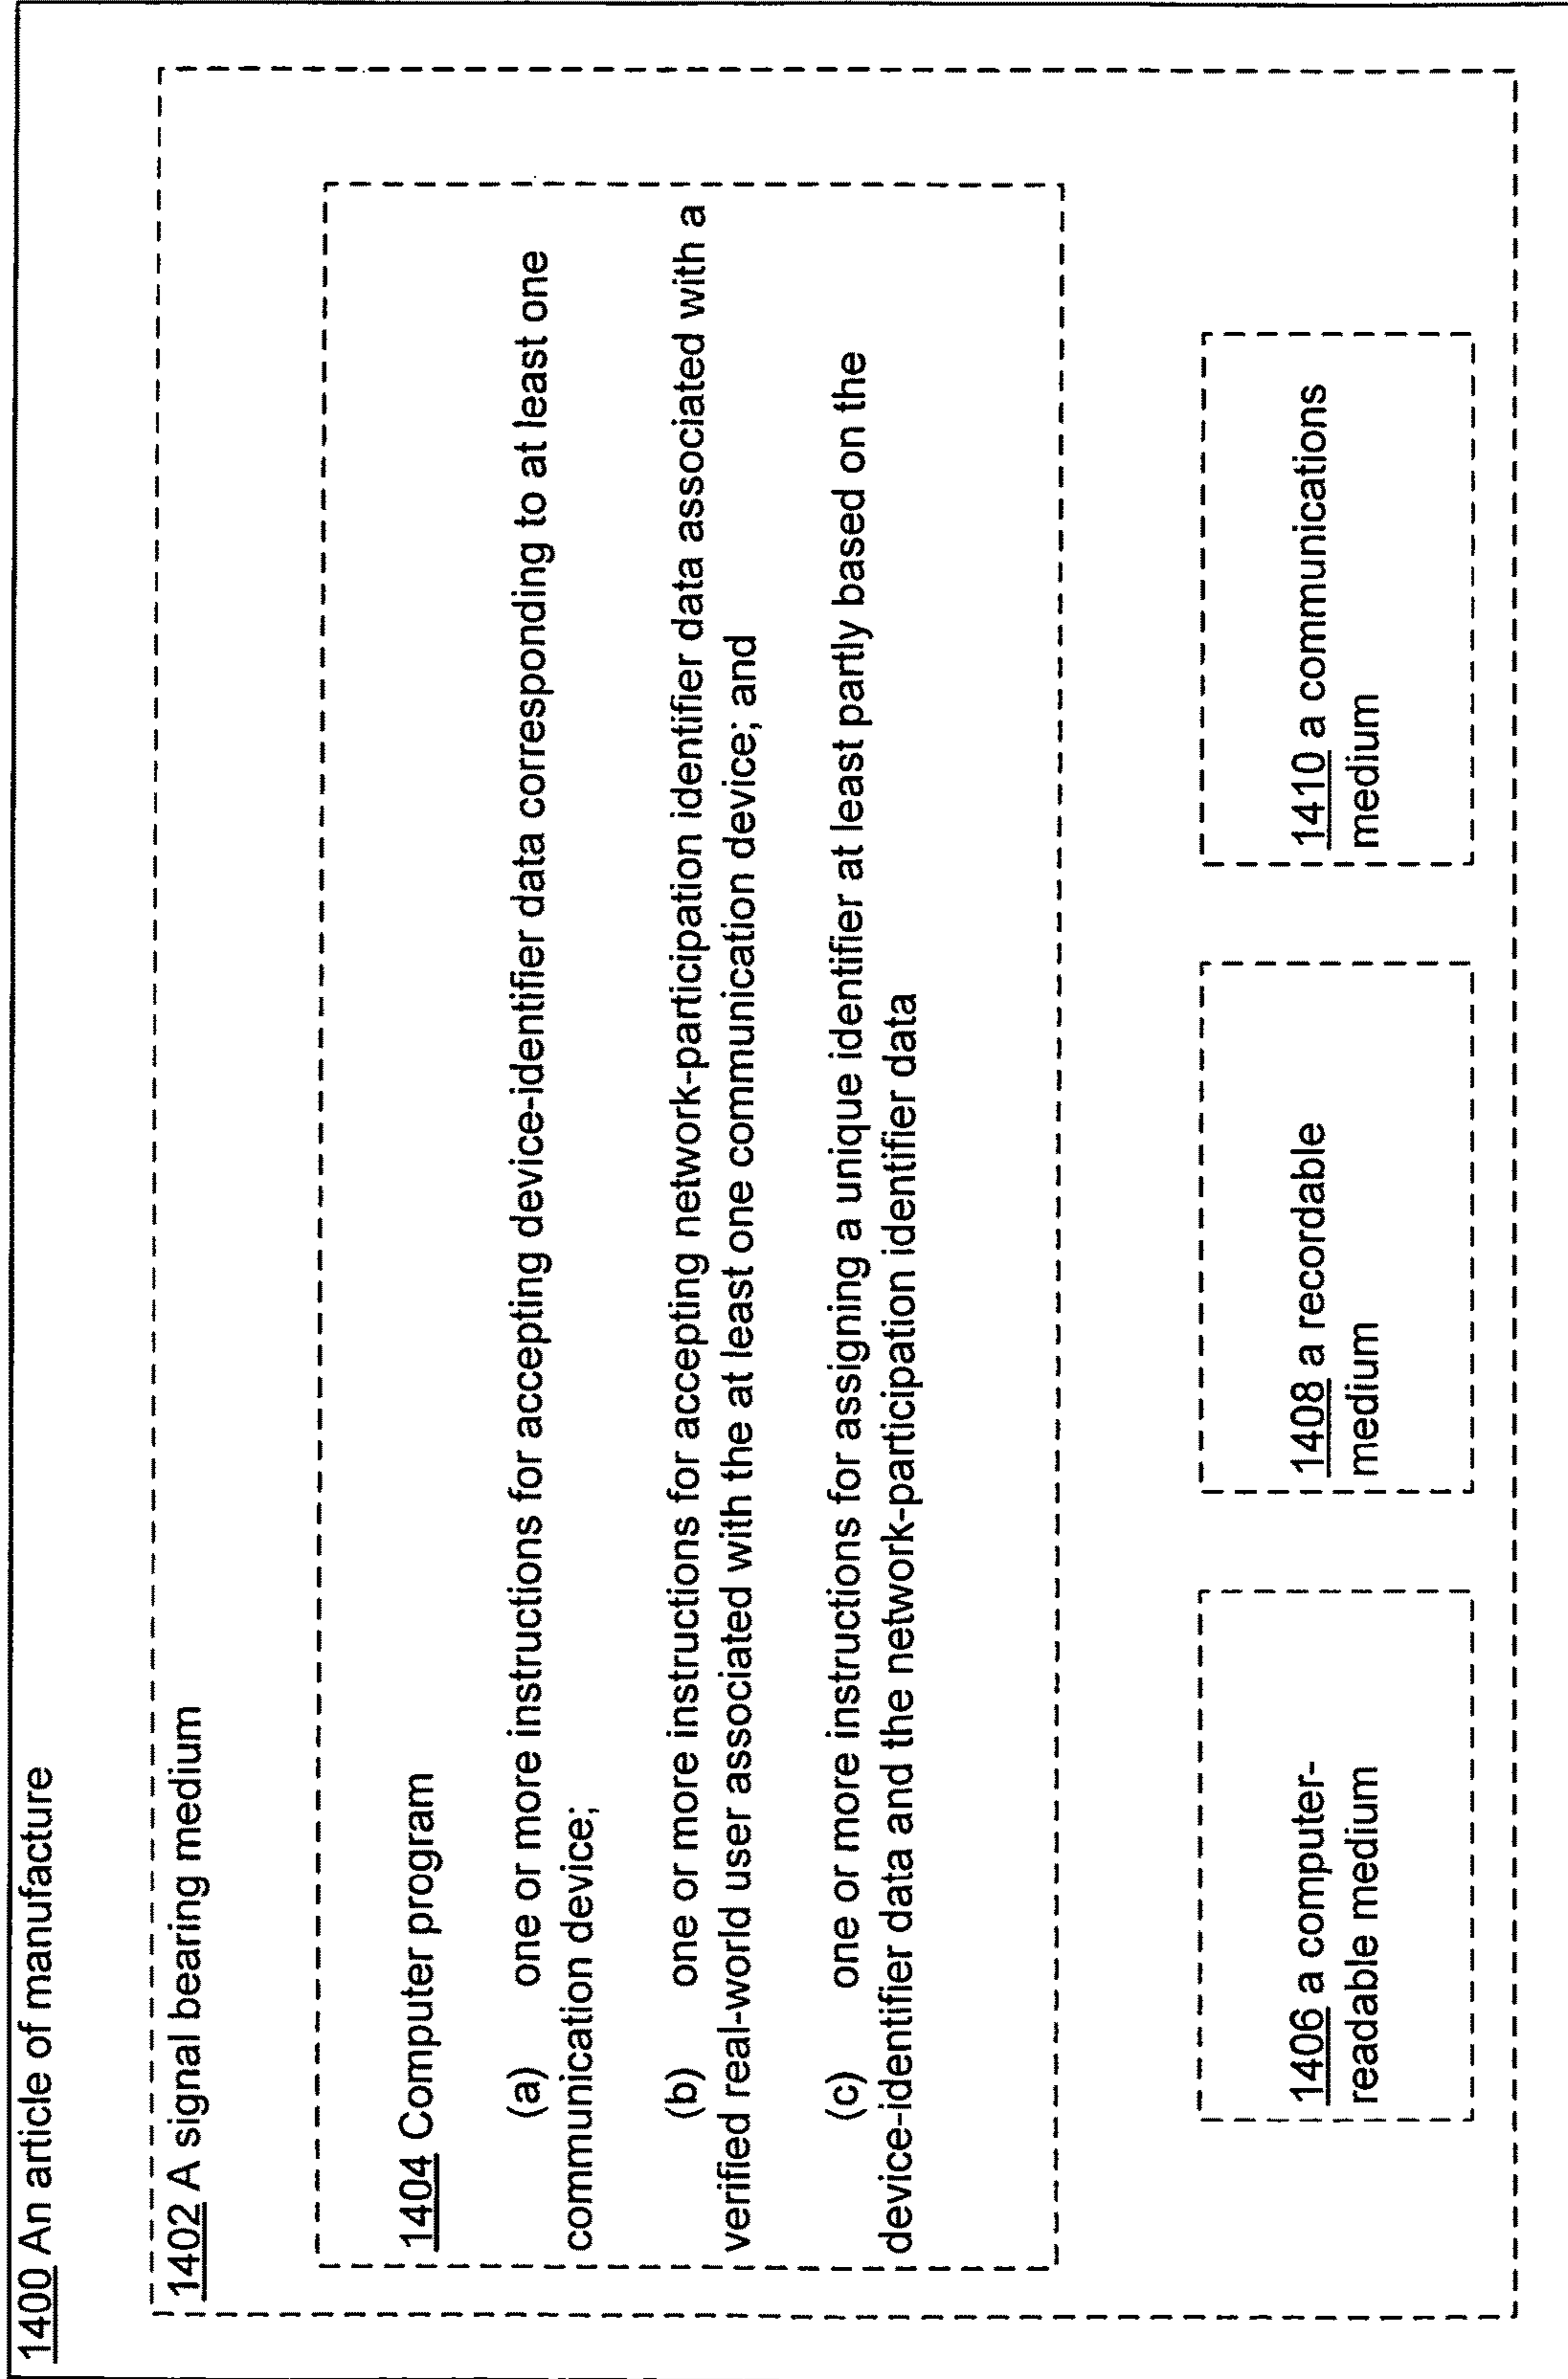 1400 An article of manufacture
1402 A signal bearing medium
1404 Computer program
(a) one or more instructions for accepting device-identifier data corresponding to at least one
communication device;
(b) one or more instructions for accepting network-participation identifier data associated with a
verified real-world user associated with the at least one communication device; and
(c) one or more instructions for assigning a unique identifier at least partly based on the
device-identifier data and the network-participation identifier data
1406 a computer-
readable medium
1408 a recordable
medium
1410 a communications
medium